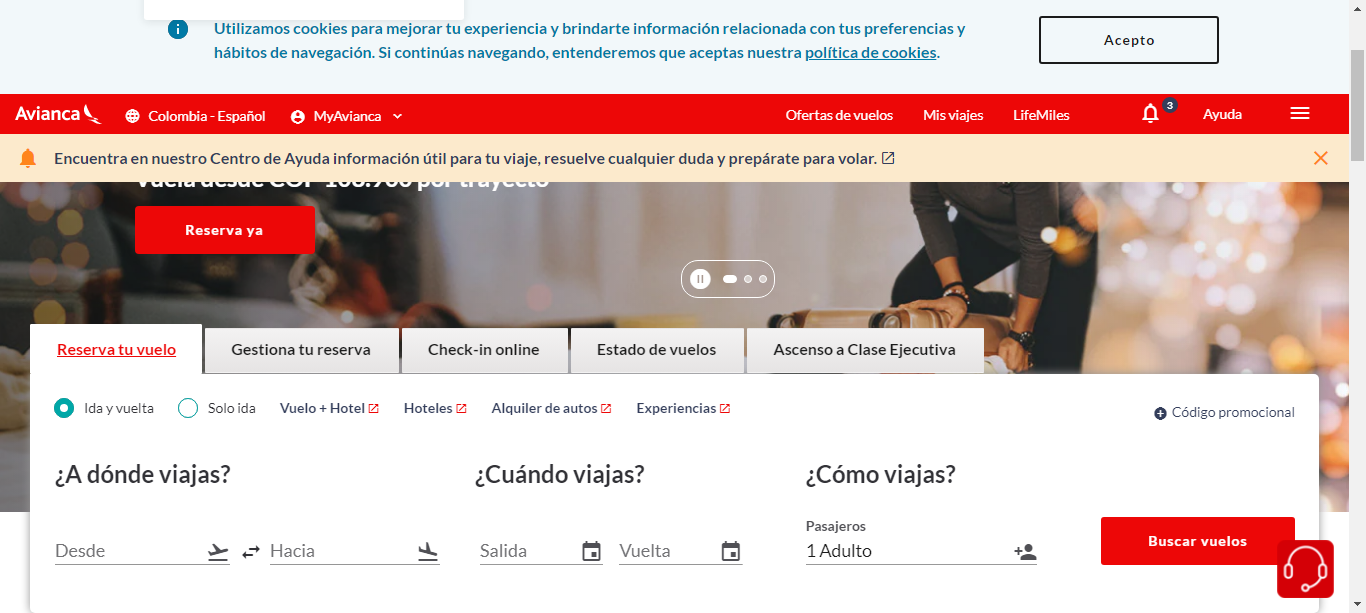 Utilizamos cookies para mejorar tu experiencia y brindarte información relacionada con tus preferencias y
hábitos de navegación. Si continúas navegando, entenderemos que aceptas nuestra política de cookies.
Acepto
Avianca
Colombia - Español
MyAvianca
Ofertas de vuelos
Mis viajes
LifeMiles
3
Ayuda
Encuentra en nuestro Centro de Ayuda información útil para tu viaje, resuelve cualquier duda y prepárate para volar.
Vuela desde COP por trayecto
Reserva ya
Reserva tu vuelo
Gestiona tu reserva
Check-in online
Estado de vuelos
Ascenso a Clase Ejecutiva
Ida y vuelta
Solo ida
Vuelo + Hotel
Hoteles
Alquiler de autos
Experiencias
Código promocional
¿A dónde viajas?
¿Cuándo viajas?
¿Cómo viajas?
Desde
Hacia
Salida
Vuelta
Pasajeros
1 Adulto
Buscar vuelos